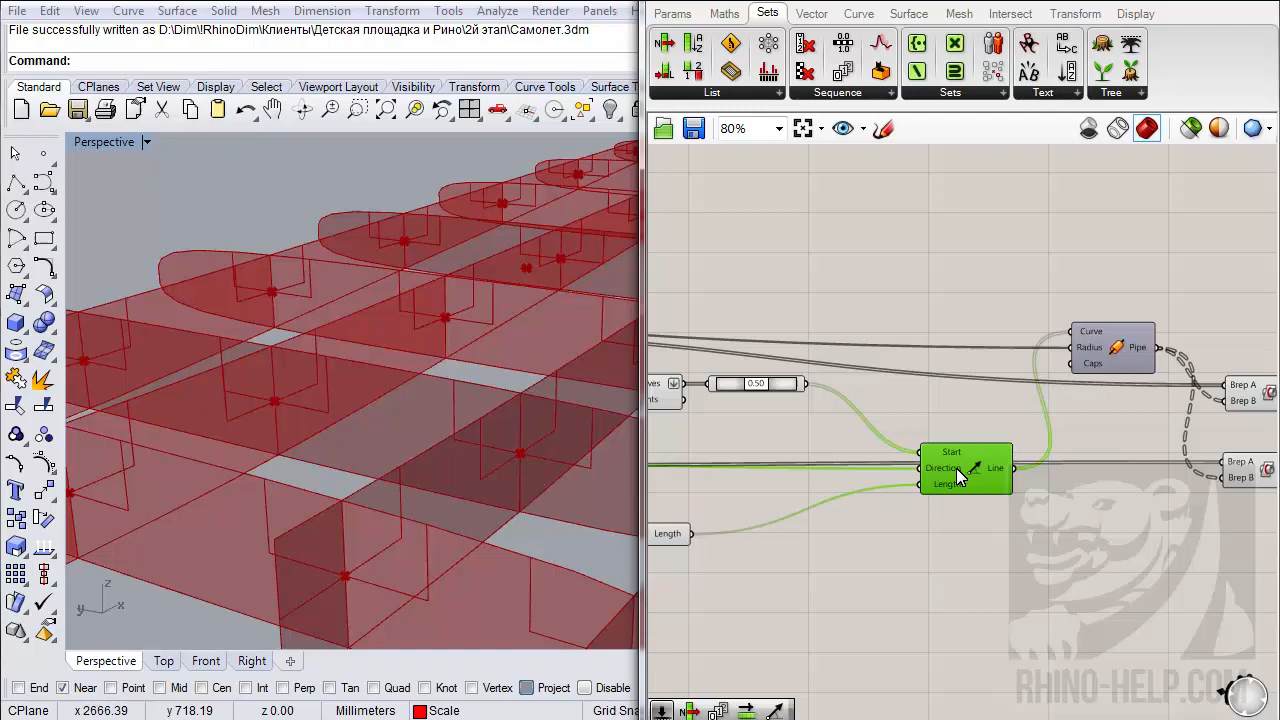 File Edit View Curve Surface Solid Mesh Dimension Transform Tools Analyze Render Panels
File successfully written as D:\Dim\!RhinoDim\Клиенты\Детская площадка и Рино\2й этап\Самолет.3dm
Command:
Standard CPlanes Set View Display Select Viewport Layout Visibility Transform Curve Tools Surface T
Perspective
z
y x
Perspective Top Front Right
End Near Point Mid Cen Int Perp Tan Quad Knot Vertex Project Disable
CPlane x 2666.39 y 718.19 z 0.00 Millimeters Scale Grid Snap
Params Maths Sets Vector Curve Surface Mesh Intersect Transform Display
List Sequence Sets Text Tree
80%
Curve
Radius Pipe
Caps
ves 0.50
nts
Brep A
Brep B
Start
Direction Line
Length
Brep A
Brep B
Length
RHINO-HELP.COM